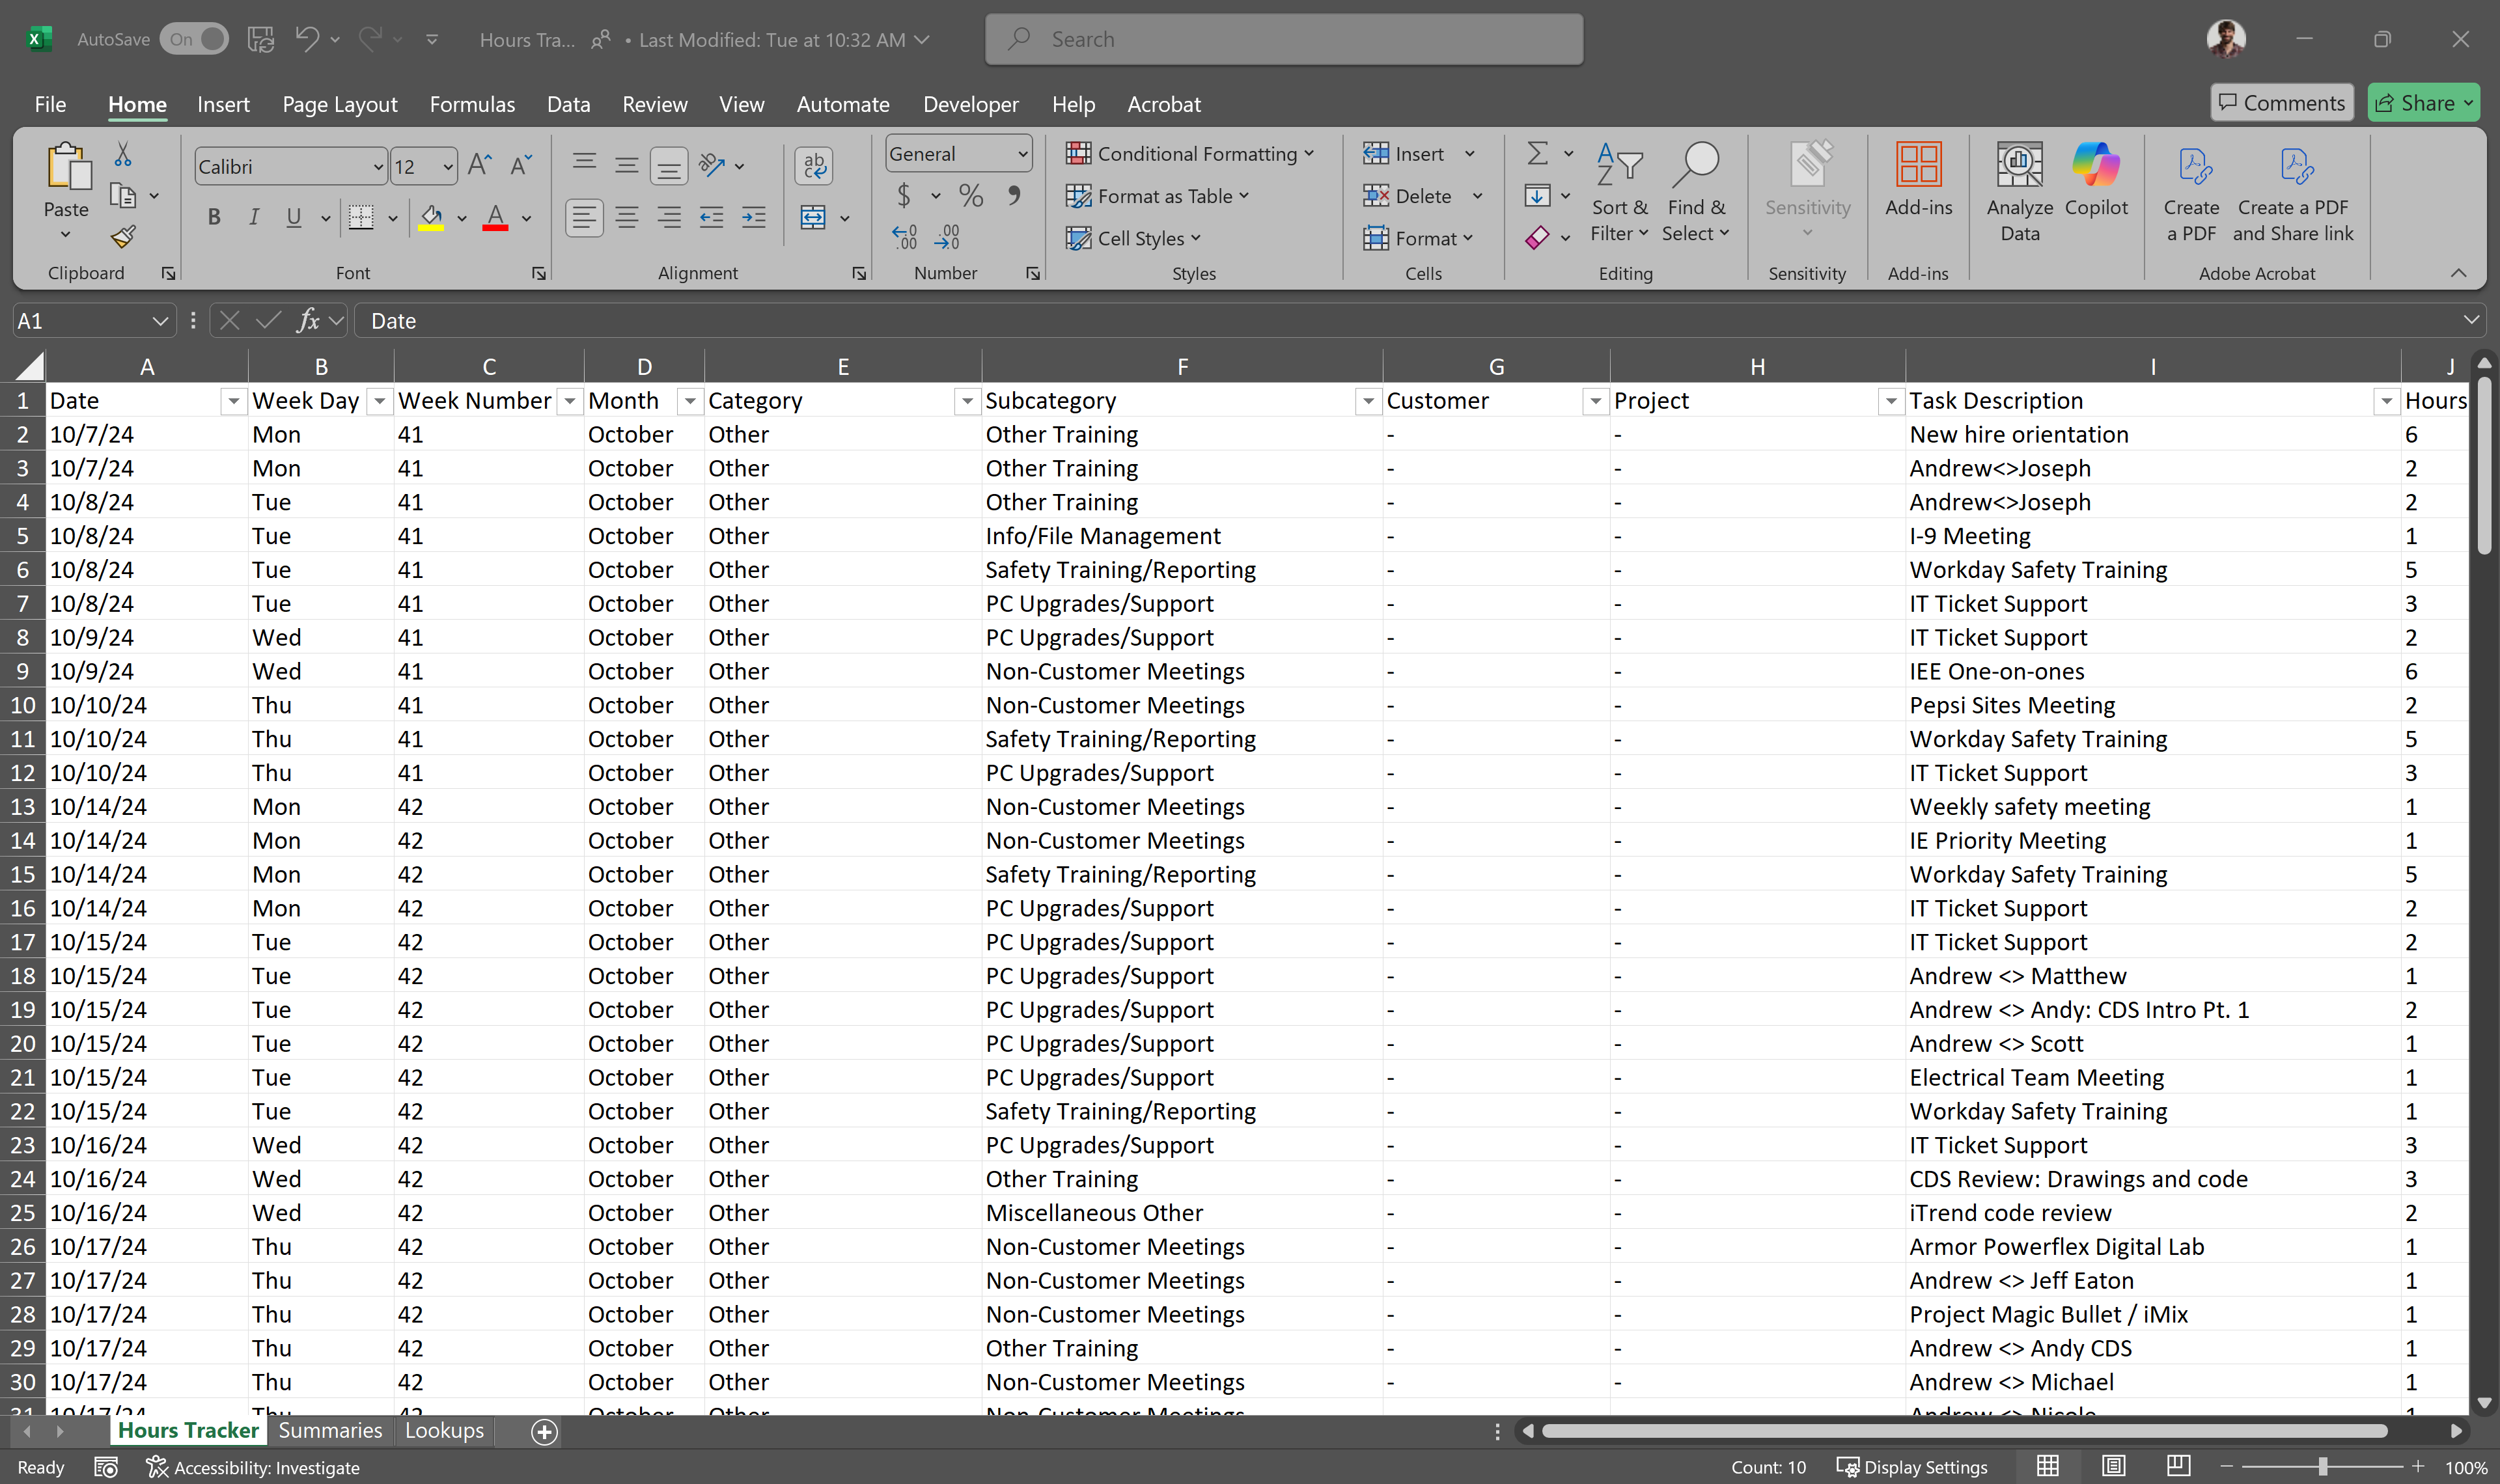 AutoSave On Hours Tra... • Last Modified: Tue at 10:32 AM Search
File Home Insert Page Layout Formulas Data Review View Automate Developer Help Acrobat Comments Share
Paste Calibri 12 General Conditional Formatting Format as Table Cell Styles Insert Delete Format Sort & Filter Find & Select Sensitivity Add-ins Analyze Data Copilot Create a PDF Create a PDF and Share link
Clipboard Font Alignment Number Styles Cells Editing Sensitivity Add-ins Adobe Acrobat
A1 fx Date
A B C D E F G H I J
1 Date Week Day Week Number Month Category Subcategory Customer Project Task Description Hours
2 10/7/24 Mon 41 October Other Other Training - - New hire orientation 6
3 10/7/24 Mon 41 October Other Other Training - - Andrew<>Joseph 2
4 10/8/24 Tue 41 October Other Other Training - - Andrew<>Joseph 2
5 10/8/24 Tue 41 October Other Info/File Management - - I-9 Meeting 1
6 10/8/24 Tue 41 October Other Safety Training/Reporting - - Workday Safety Training 5
7 10/8/24 Tue 41 October Other PC Upgrades/Support - - IT Ticket Support 3
8 10/9/24 Wed 41 October Other PC Upgrades/Support - - IT Ticket Support 2
9 10/9/24 Wed 41 October Other Non-Customer Meetings - - IEE One-on-ones 6
10 10/10/24 Thu 41 October Other Non-Customer Meetings - - Pepsi Sites Meeting 2
11 10/10/24 Thu 41 October Other Safety Training/Reporting - - Workday Safety Training 5
12 10/10/24 Thu 41 October Other PC Upgrades/Support - - IT Ticket Support 3
13 10/14/24 Mon 42 October Other Non-Customer Meetings - - Weekly safety meeting 1
14 10/14/24 Mon 42 October Other Non-Customer Meetings - - IE Priority Meeting 1
15 10/14/24 Mon 42 October Other Safety Training/Reporting - - Workday Safety Training 5
16 10/14/24 Mon 42 October Other PC Upgrades/Support - - IT Ticket Support 2
17 10/15/24 Tue 42 October Other PC Upgrades/Support - - IT Ticket Support 2
18 10/15/24 Tue 42 October Other PC Upgrades/Support - - Andrew <> Matthew 1
19 10/15/24 Tue 42 October Other PC Upgrades/Support - - Andrew <> Andy: CDS Intro Pt. 1 2
20 10/15/24 Tue 42 October Other PC Upgrades/Support - - Andrew <> Scott 1
21 10/15/24 Tue 42 October Other PC Upgrades/Support - - Electrical Team Meeting 1
22 10/15/24 Tue 42 October Other Safety Training/Reporting - - Workday Safety Training 1
23 10/16/24 Wed 42 October Other PC Upgrades/Support - - IT Ticket Support 3
24 10/16/24 Wed 42 October Other Other Training - - CDS Review: Drawings and code 3
25 10/16/24 Wed 42 October Other Miscellaneous Other - - iTrend code review 2
26 10/17/24 Thu 42 October Other Non-Customer Meetings - - Armor Powerflex Digital Lab 1
27 10/17/24 Thu 42 October Other Non-Customer Meetings - - Andrew <> Jeff Eaton 1
28 10/17/24 Thu 42 October Other Non-Customer Meetings - - Project Magic Bullet / iMix 1
29 10/17/24 Thu 42 October Other Other Training - - Andrew <> Andy CDS 1
30 10/17/24 Thu 42 October Other Non-Customer Meetings - - Andrew <> Michael 1
31 10/17/24 Thu 42 October Other Non-Customer Meetings - - Andrew <> Nicole 1
Hours Tracker Summaries Lookups
Ready Accessibility: Investigate Count: 10 Display Settings 100%